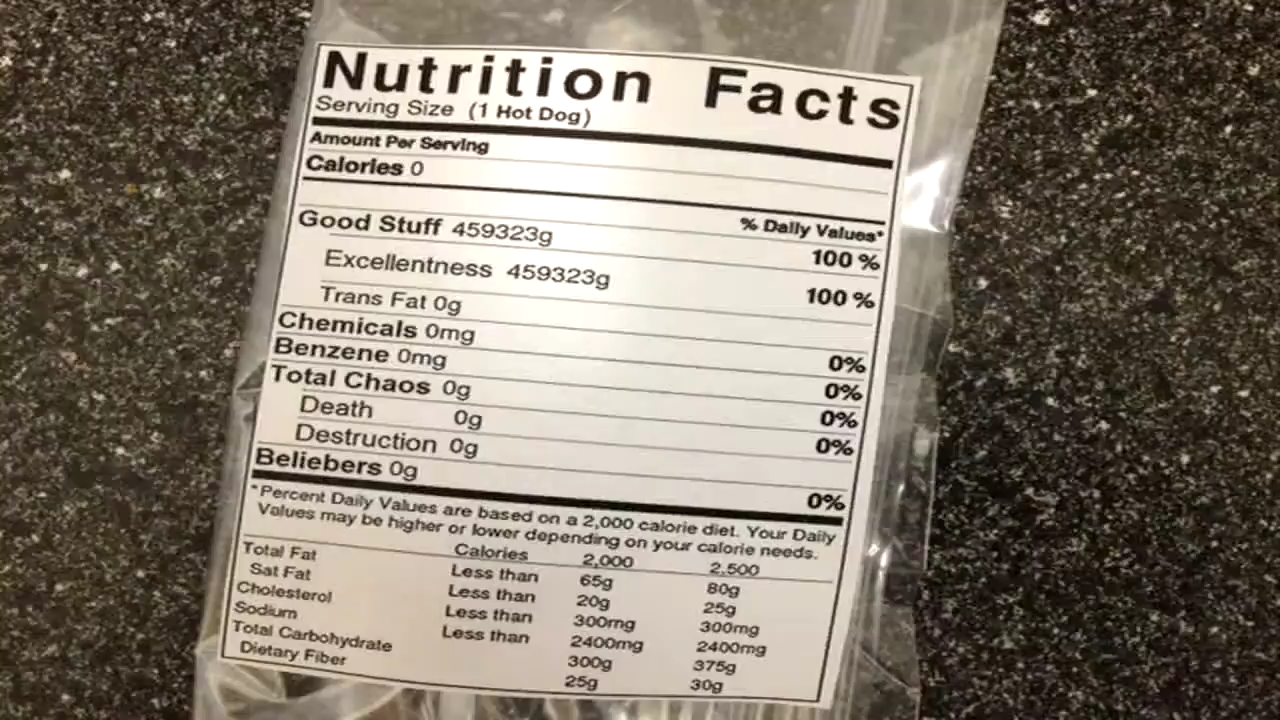 Nutrition Facts
Serving Size (1 Hot Dog)
Amount Per Serving
Calories 0
% Daily Values*
Good Stuff 459323g 100 %
Excellentness 459323g 100 %
Trans Fat 0g
Chemicals 0mg 0%
Benzene 0mg 0%
Total Chaos 0g 0%
Death 0g 0%
Destruction 0g
Beliebers 0g 0%
*Percent Daily Values are based on a 2,000 calorie diet. Your Daily
Values may be higher or lower depending on your calorie needs.
Calories 2,000 2,500
Total Fat Less than 65g 80g
Sat Fat Less than 20g 25g
Cholesterol Less than 300mg 300mg
Sodium Less than 2400mg 2400mg
Total Carbohydrate 300g 375g
Dietary Fiber 25g 30g